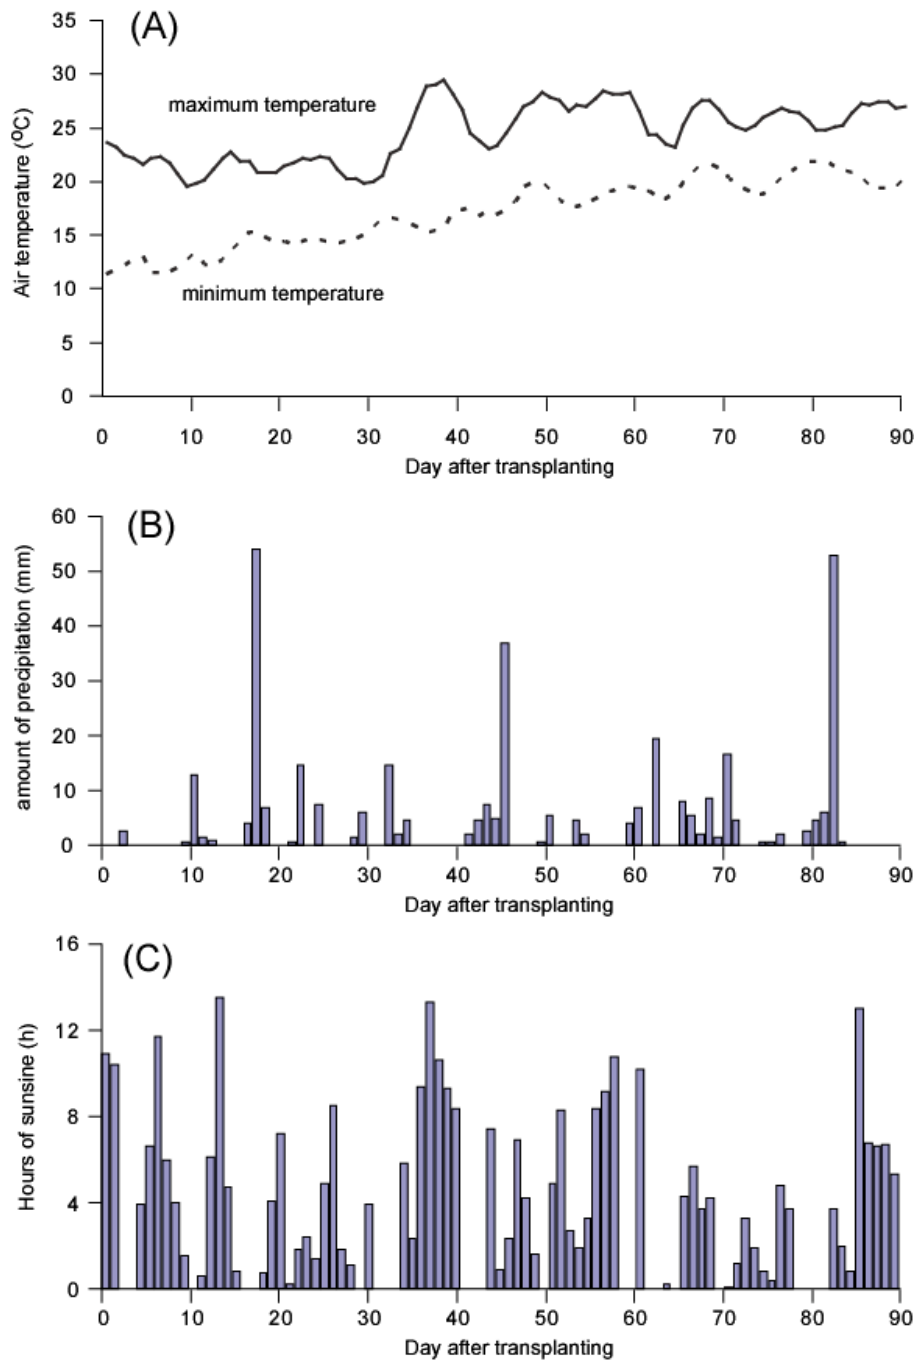 (A)
35
30
25
20
15
10
5
0
Air temperature (°C)
maximum temperature
minimum temperature
0 10 20 30 40 50 60 70 80 90
Day after transplanting
(B)
60
50
40
30
20
10
0
amount of precipitation (mm)
0 10 20 30 40 50 60 70 80 90
Day after transplanting
(C)
16
12
8
4
0
Hours of sunsine (h)
0 10 20 30 40 50 60 70 80 90
Day after transplanting